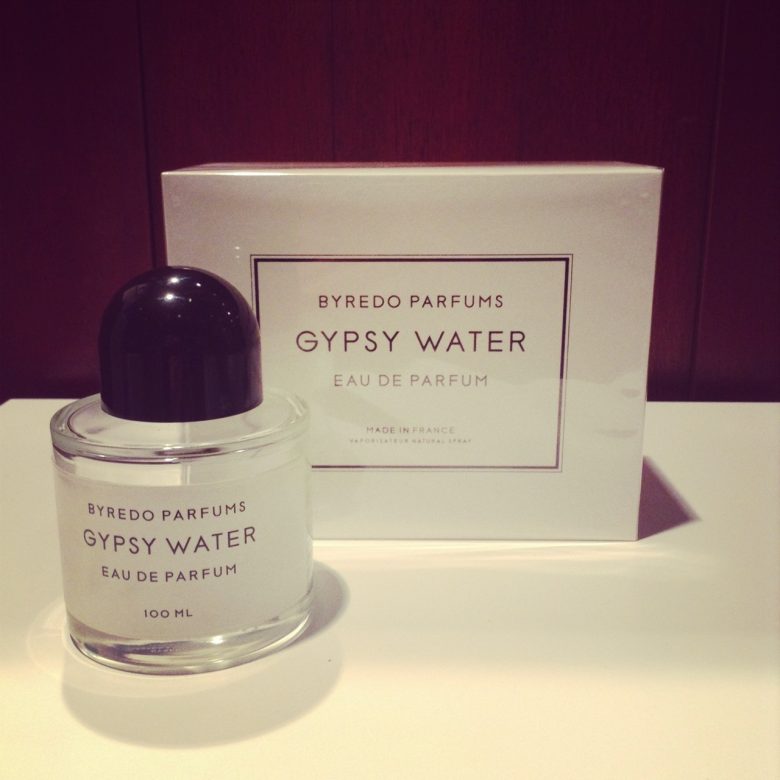 BYREDO PARFUMS
GYPSY WATER
EAU DE PARFUM
MADE IN FRANCE
VAPORISATEUR NATURAL SPRAY
BYREDO PARFUMS
GYPSY WATER
EAU DE PARFUM
100 ML